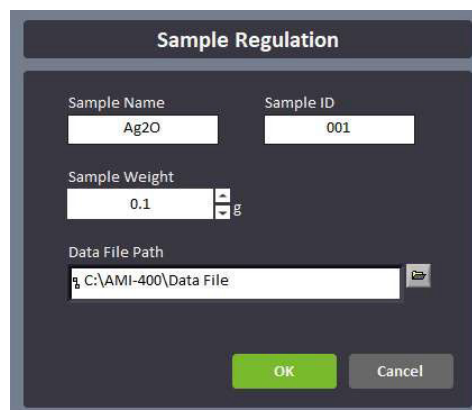 Sample Regulation
Sample Name Sample ID
Ag2O 001
Sample Weight
0.1 g
Data File Path
C:\AMI-400\Data File
OK Cancel